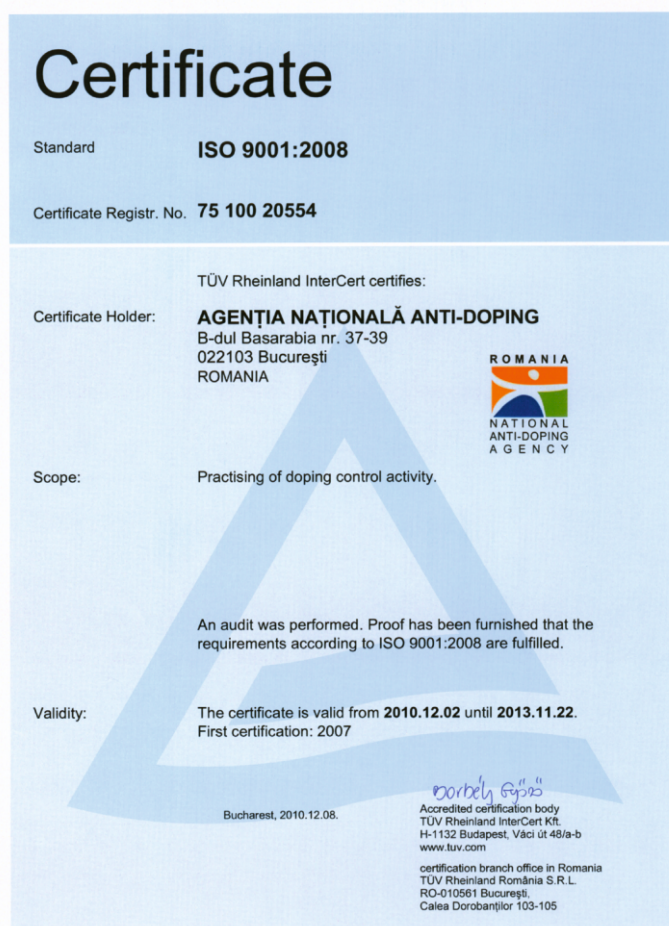 Certificate
Standard ISO 9001:2008
Certificate Registr. No. 75 100 20554
TÜV Rheinland InterCert certifies:
Certificate Holder: AGENȚIA NAȚIONALĂ ANTI-DOPING
B-dul Basarabia nr. 37-39
022103 București
ROMANIA
ROMANIA
NATIONAL
ANTI-DOPING
AGENCY
Scope: Practising of doping control activity.
An audit was performed. Proof has been furnished that the
requirements according to ISO 9001:2008 are fulfilled.
Validity: The certificate is valid from 2010.12.02 until 2013.11.22.
First certification: 2007
Borbély Győző
Bucharest, 2010.12.08.
Accredited certification body
TÜV Rheinland InterCert Kft.
H-1132 Budapest, Váci út 48/a-b
www.tuv.com
certification branch office in Romania
TÜV Rheinland România S.R.L.
RO-010561 București,
Calea Dorobanților 103-105